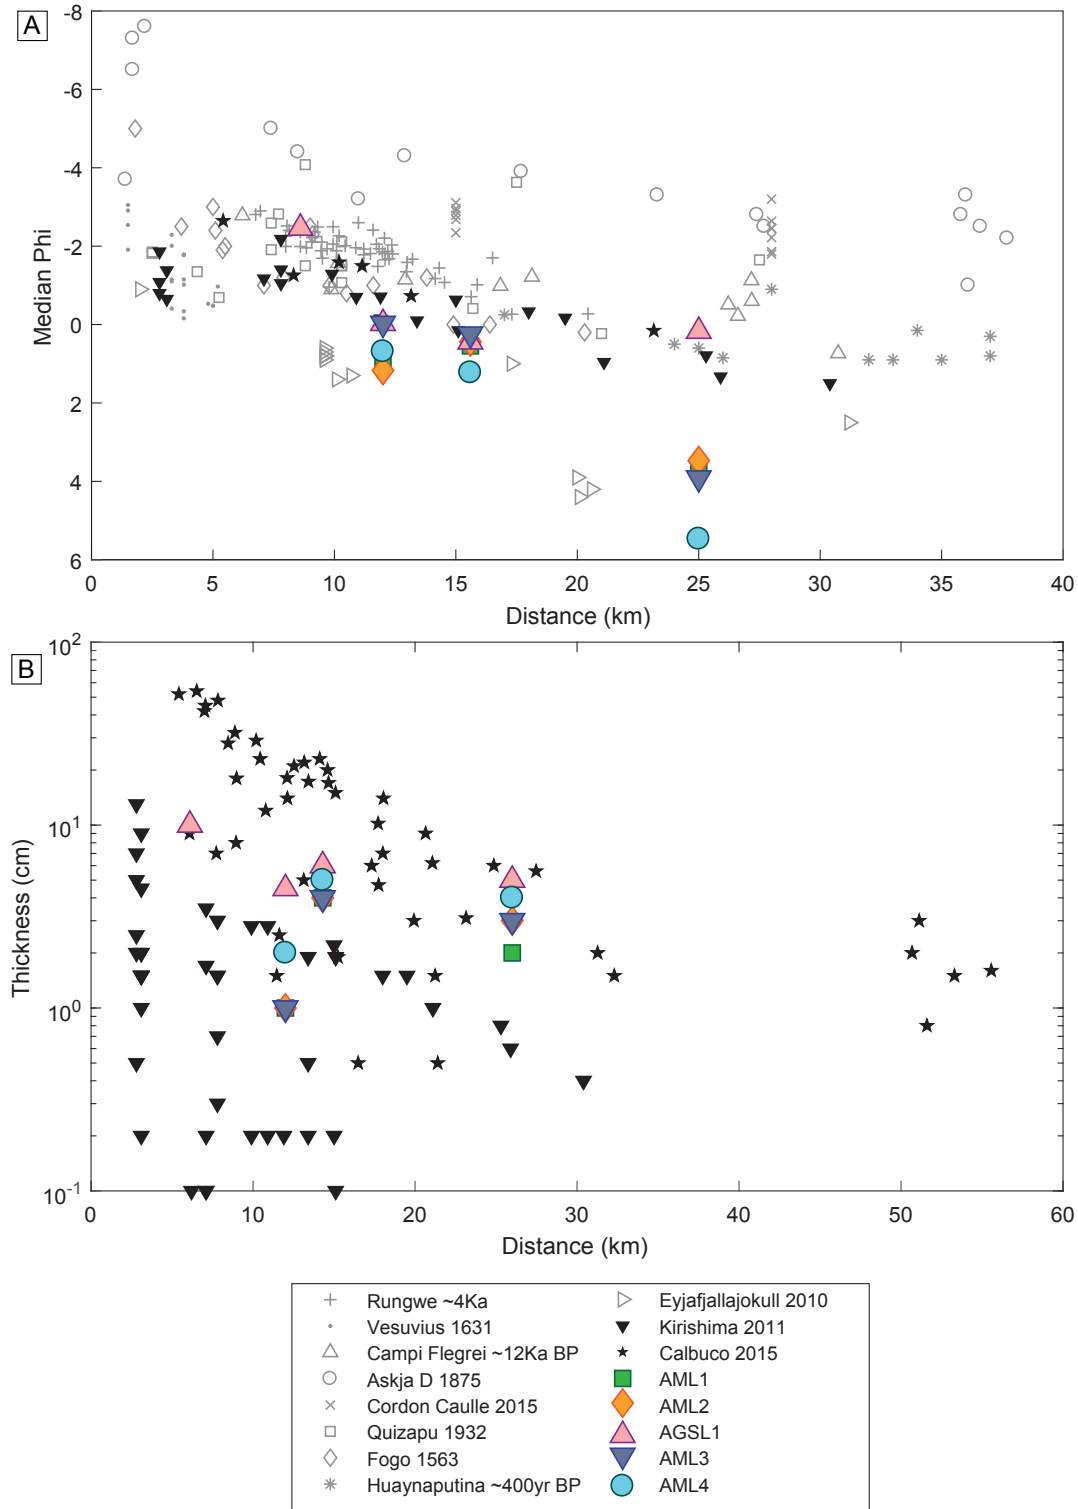 A
-8
-6
-4
-2
0
2
4
6
Median Phi
0 5 10 15 20 25 30 35 40
Distance (km)
B
10²
10¹
10⁰
10⁻¹
Thickness (cm)
0 10 20 30 40 50 60
Distance (km)
Rungwe ~4Ka
Vesuvius 1631
Campi Flegrei ~12Ka BP
Askja D 1875
Cordon Caulle 2015
Quizapu 1932
Fogo 1563
Huaynaputina ~400yr BP
Eyjafjallajokull 2010
Kirishima 2011
Calbuco 2015
AML1
AML2
AGSL1
AML3
AML4